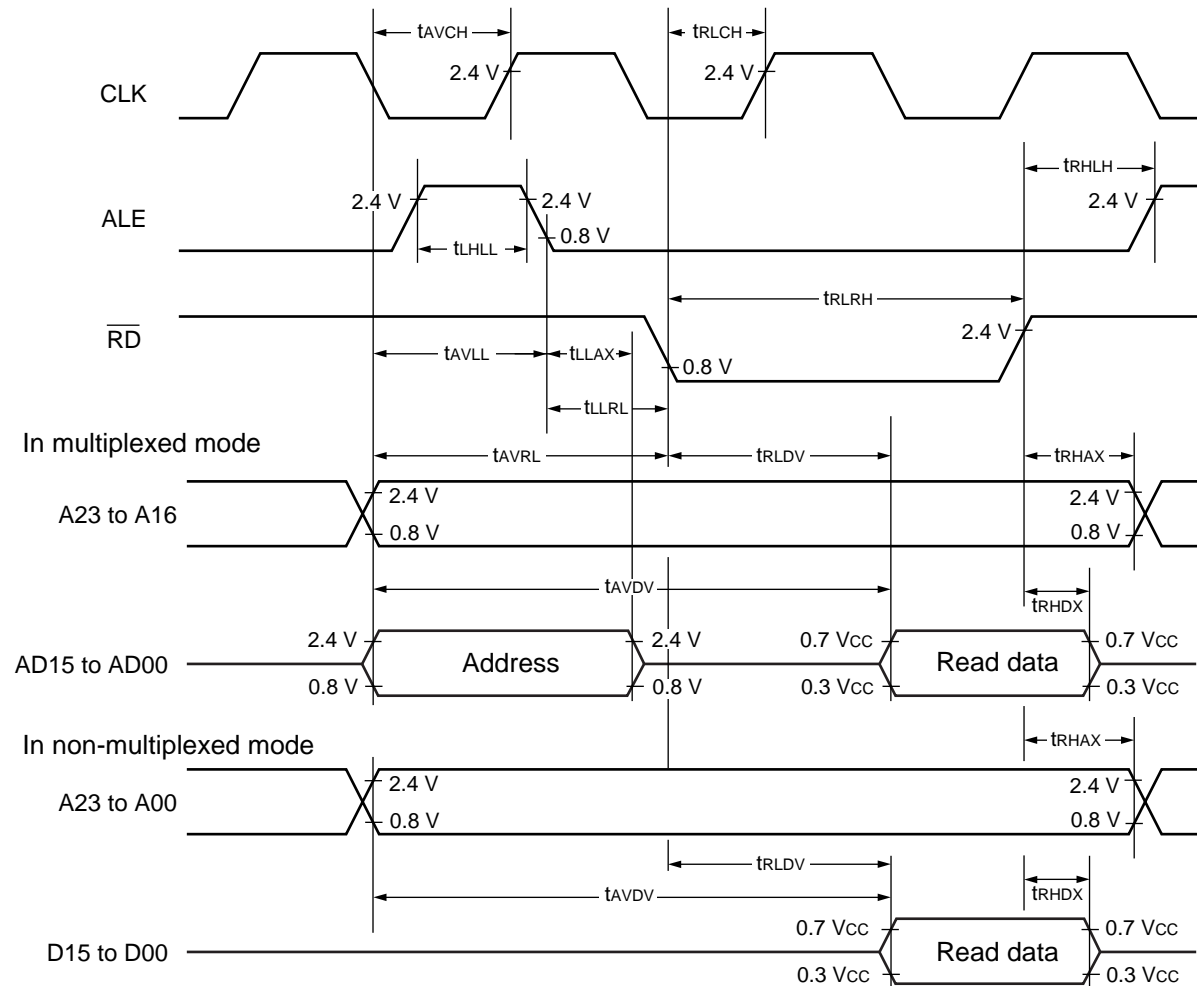 tAVCH
tRLCH
2.4 V
2.4 V
CLK
tRHLH
2.4 V
2.4 V
2.4 V
ALE
0.8 V
tLHLL
tRLRH
RD
2.4 V
tAVLL
tLLAX
0.8 V
tLLRL
In multiplexed mode
tAVRL
tRLDV
tRHAX
2.4 V
2.4 V
A23 to A16
0.8 V
0.8 V
tAVDV
tRHDX
2.4 V
2.4 V
0.7 VCC
0.7 VCC
AD15 to AD00
Address
Read data
0.8 V
0.8 V
0.3 VCC
0.3 VCC
In non-multiplexed mode
tRHAX
2.4 V
2.4 V
A23 to A00
0.8 V
0.8 V
tRLDV
tAVDV
tRHDX
0.7 VCC
0.7 VCC
D15 to D00
Read data
0.3 VCC
0.3 VCC